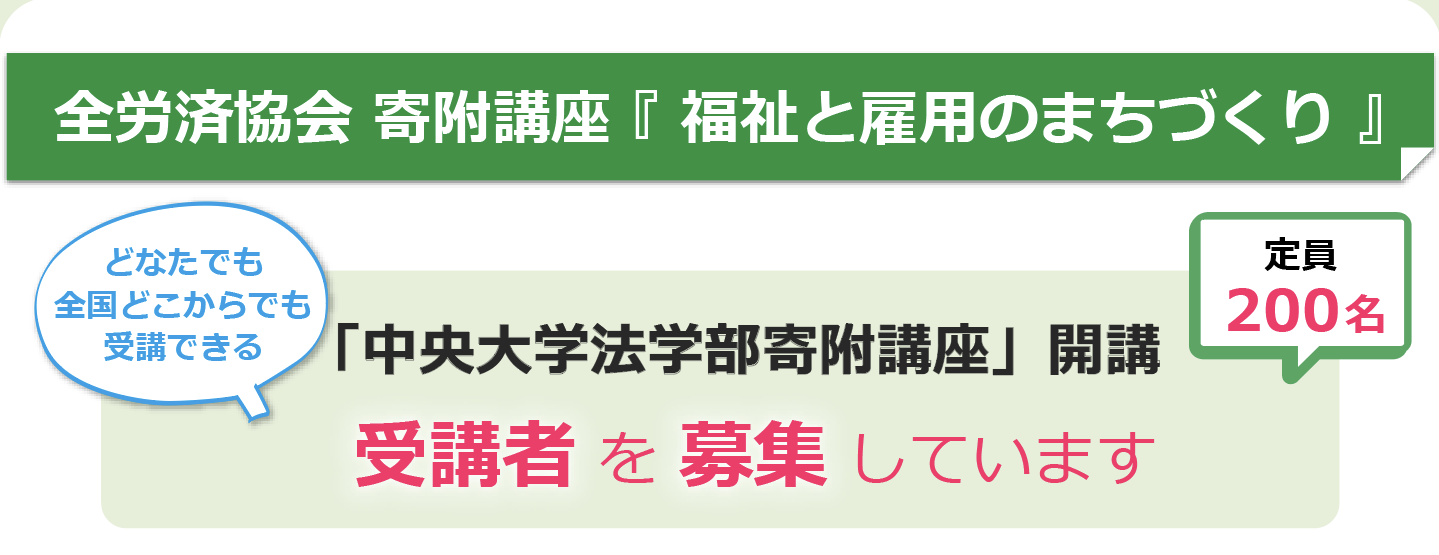 全労済協会 寄附講座『 福祉と雇用のまちづくり 』
どなたでも
全国どこからでも
受講できる
定員
200名
「中央大学法学部寄附講座」開講
受講者 を 募集 しています